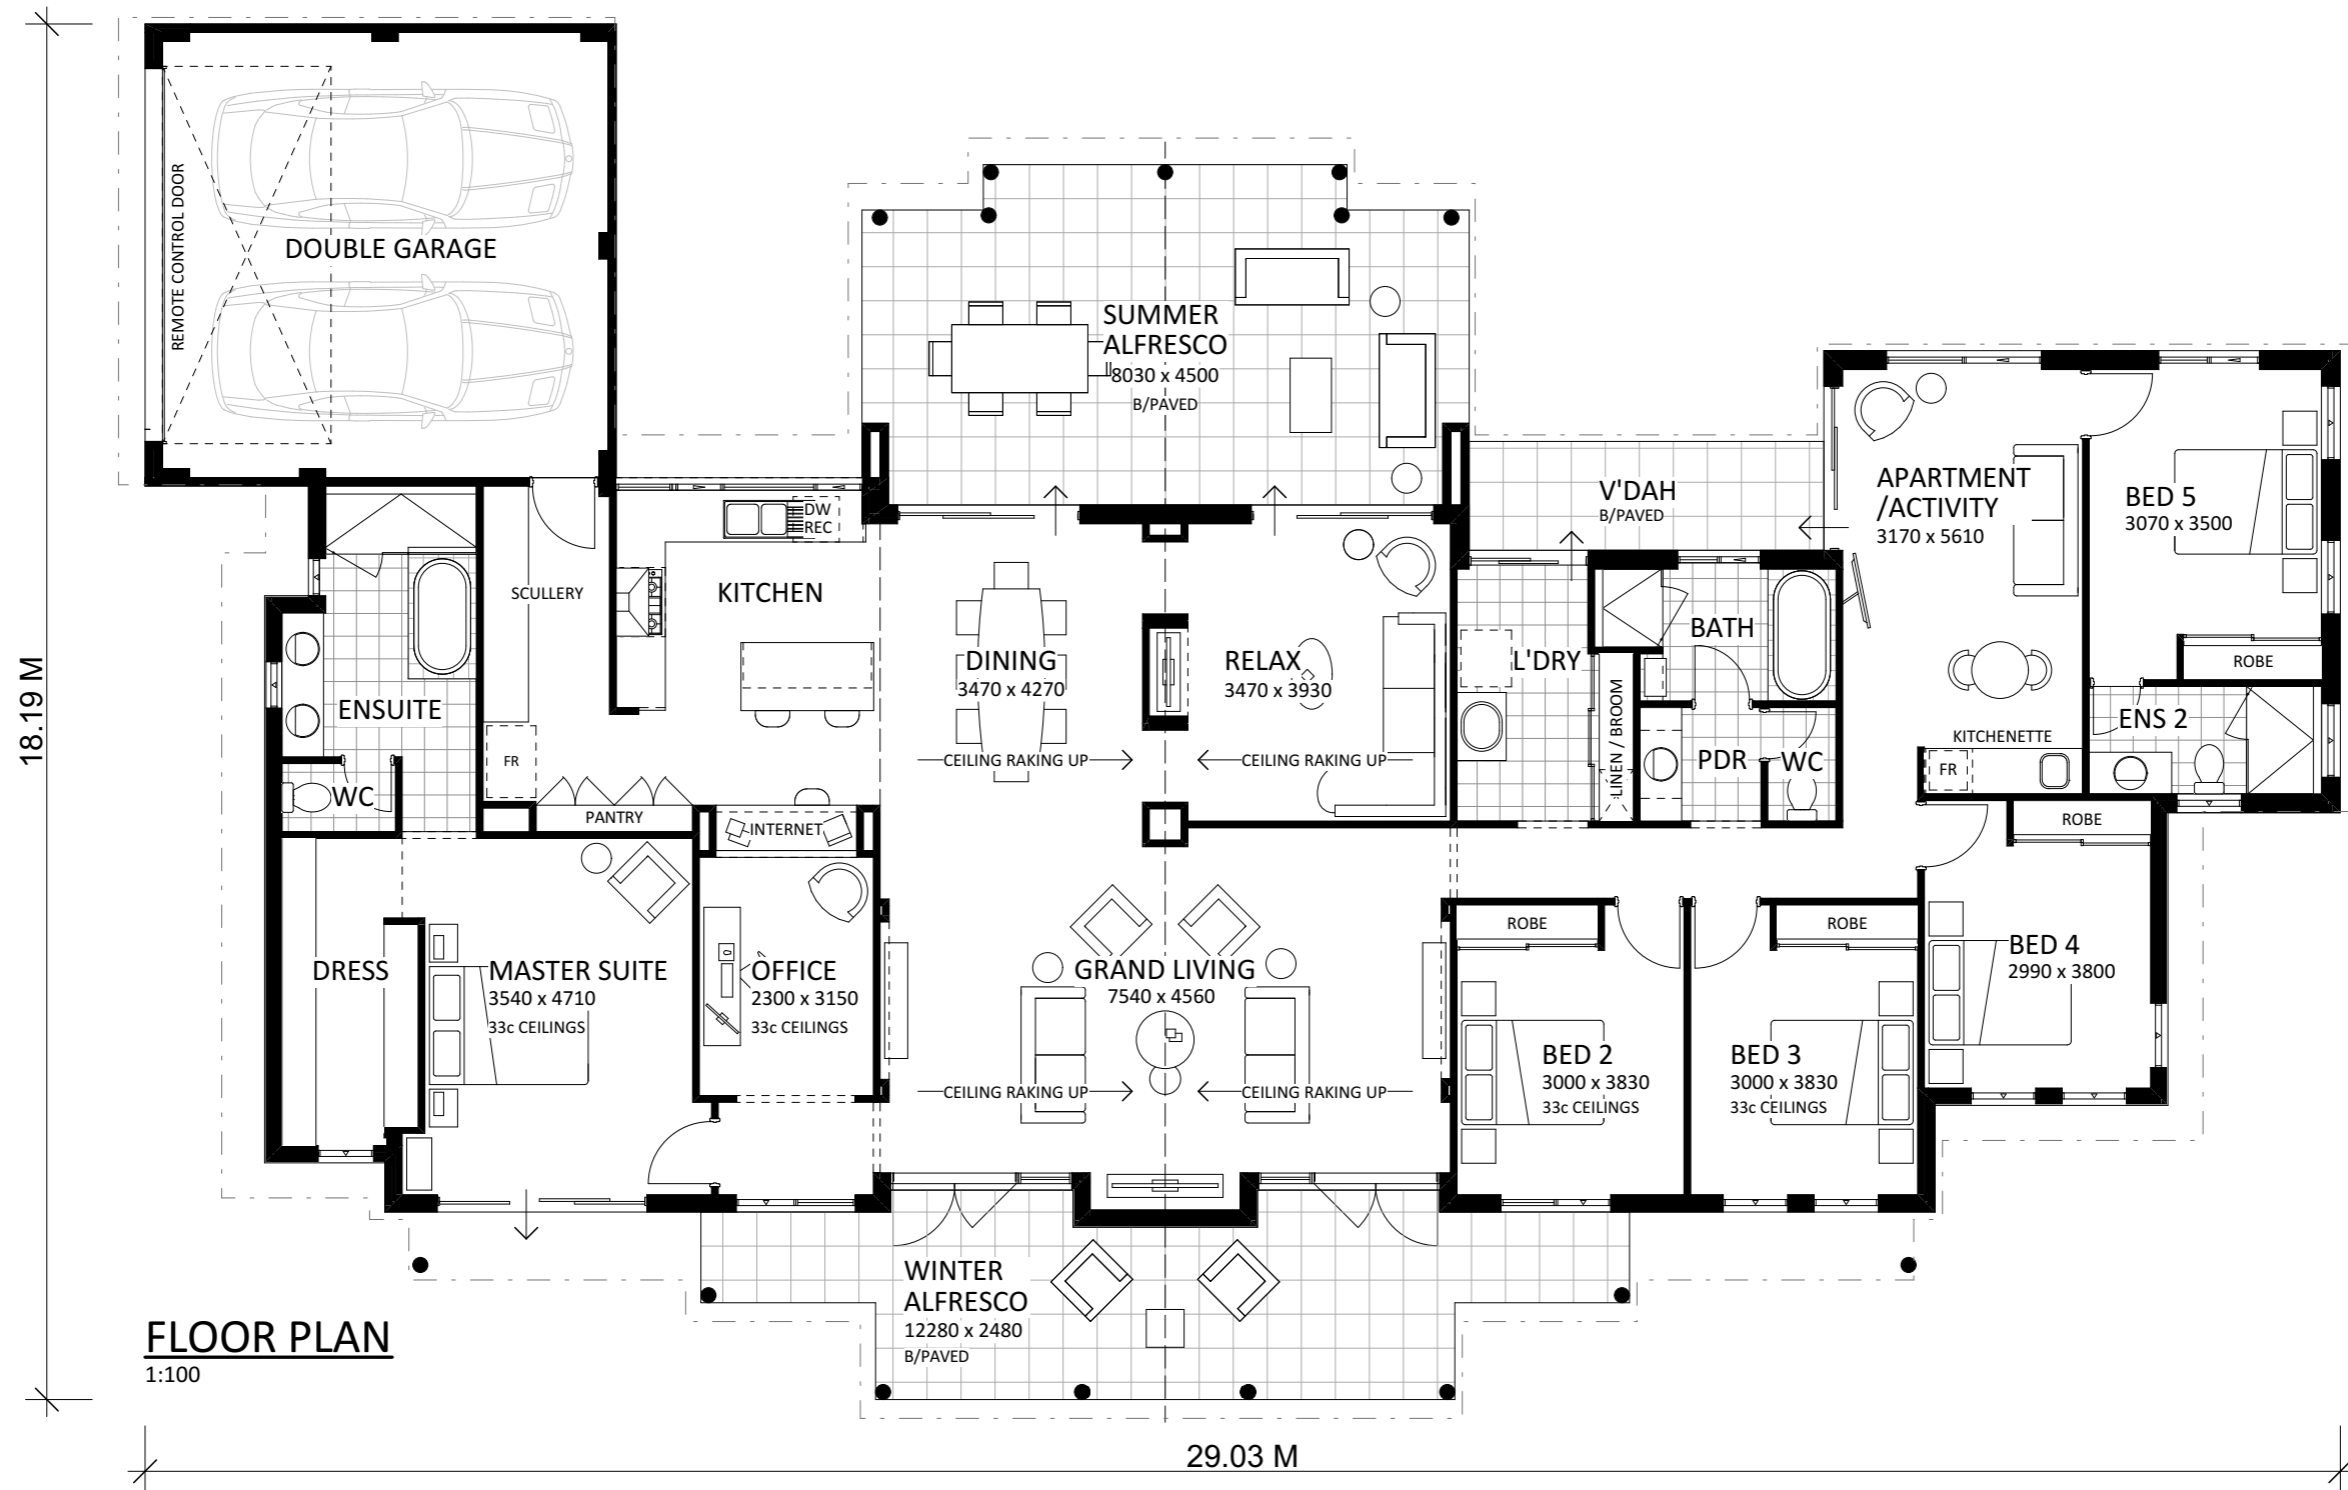 REMOTE CONTROL DOOR
DOUBLE GARAGE
SUMMER
ALFRESCO
8030 x 4500
B/PAVED
V'DAH
B/PAVED
APARTMENT
/ACTIVITY
3170 x 5610
BED 5
3070 x 3500
DW
REC
SCULLERY
KITCHEN
DINING
3470 x 4270
RELAX
3470 x 3930
L'DRY
BATH
ROBE
ENSUITE
LINEN / BROOM
ENS 2
KITCHENETTE
FR
CEILING RAKING UP
CEILING RAKING UP
PDR
WC
FR
WC
PANTRY
INTERNET
ROBE
18.19 M
ROBE
ROBE
DRESS
MASTER SUITE
3540 x 4710
33c CEILINGS
OFFICE
2300 x 3150
33c CEILINGS
GRAND LIVING
7540 x 4560
BED 4
2990 x 3800
BED 2
3000 x 3830
33c CEILINGS
BED 3
3000 x 3830
33c CEILINGS
CEILING RAKING UP
CEILING RAKING UP
WINTER
ALFRESCO
12280 x 2480
B/PAVED
FLOOR PLAN
1:100
29.03 M